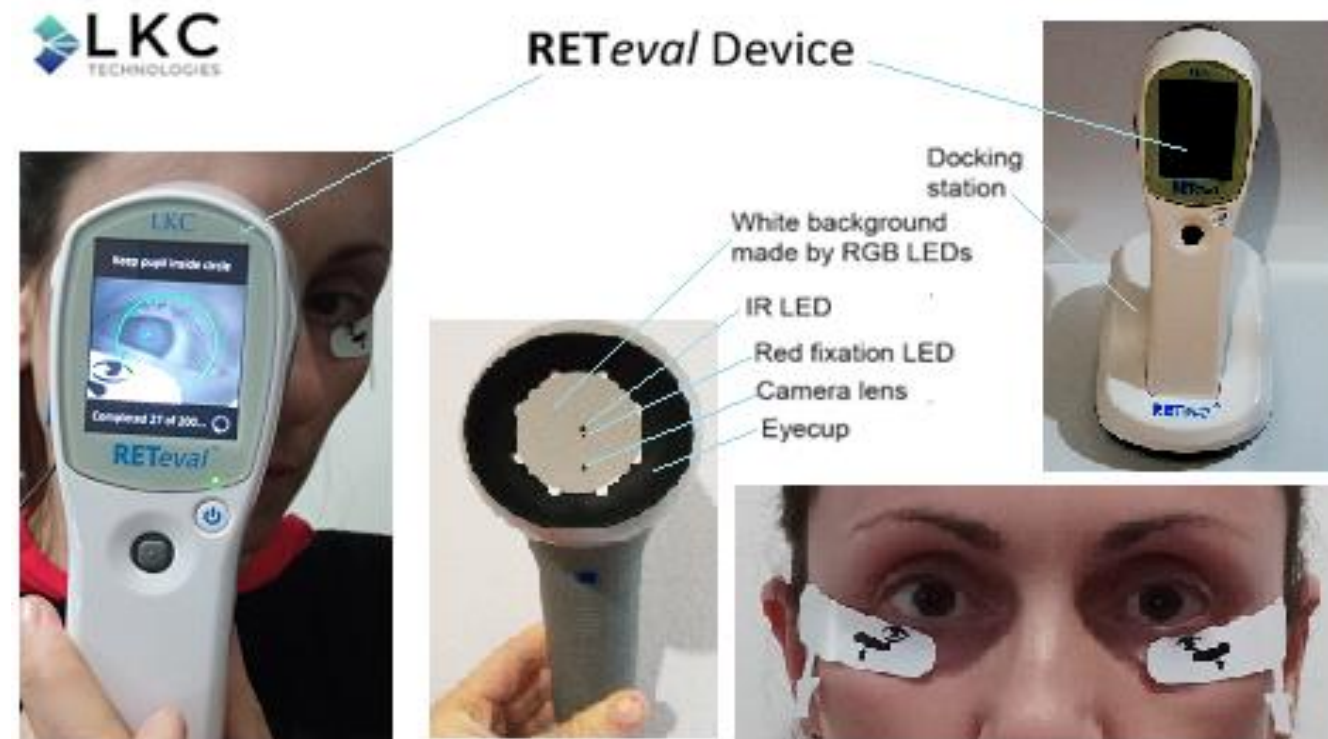 LKC
TECHNOLOGIES
RETeval Device
Docking
station
White background
made by RGB LEDs
IR LED
Red fixation LED
Camera lens
Eyecup
LKC
Keep pupil inside circle
Completed 27 of 200...
RETeval
RETeval
RETeval